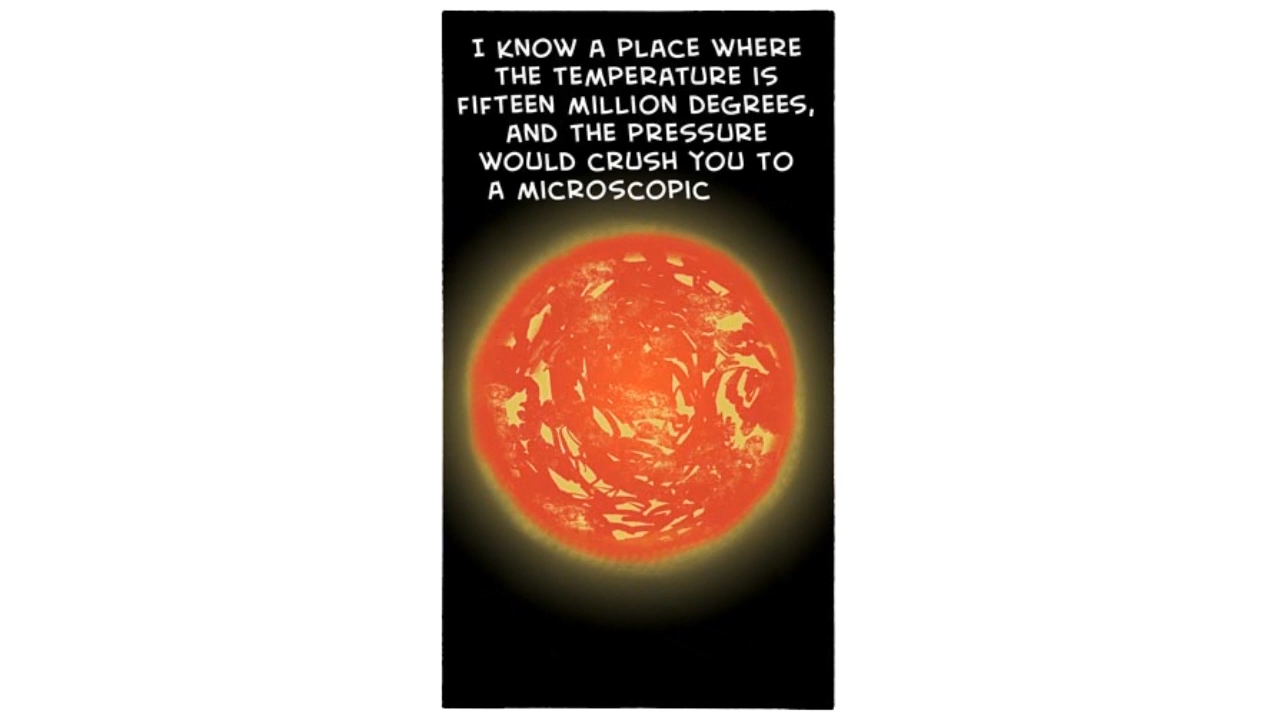 I KNOW A PLACE WHERE
THE TEMPERATURE IS
FIFTEEN MILLION DEGREES,
AND THE PRESSURE
WOULD CRUSH YOU TO
A MICROSCOPIC